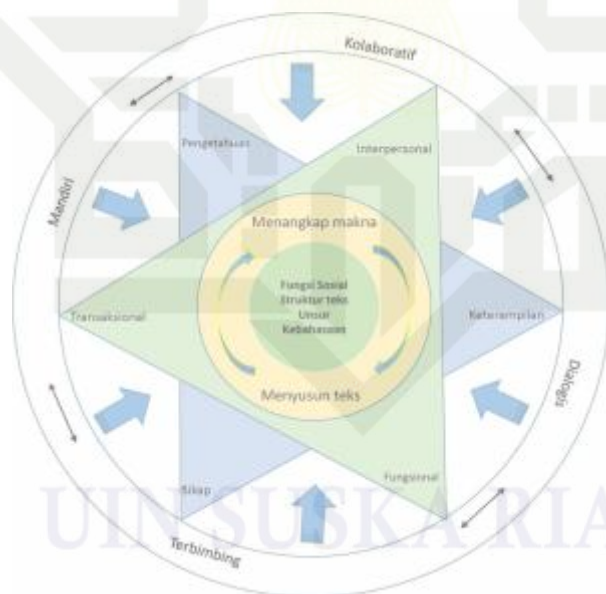 Kolaboratif
Pengetahuan
Interpersonal
Mandiri
Menangkap makna
Fungsi Sosial
Struktur teks
Unsur
Kebahasaan
Transaksional
Keterampilan
Menyusun teks
Dialogis
Sikap
Fungsional
UIN SUSKA RIA
Terbimbing